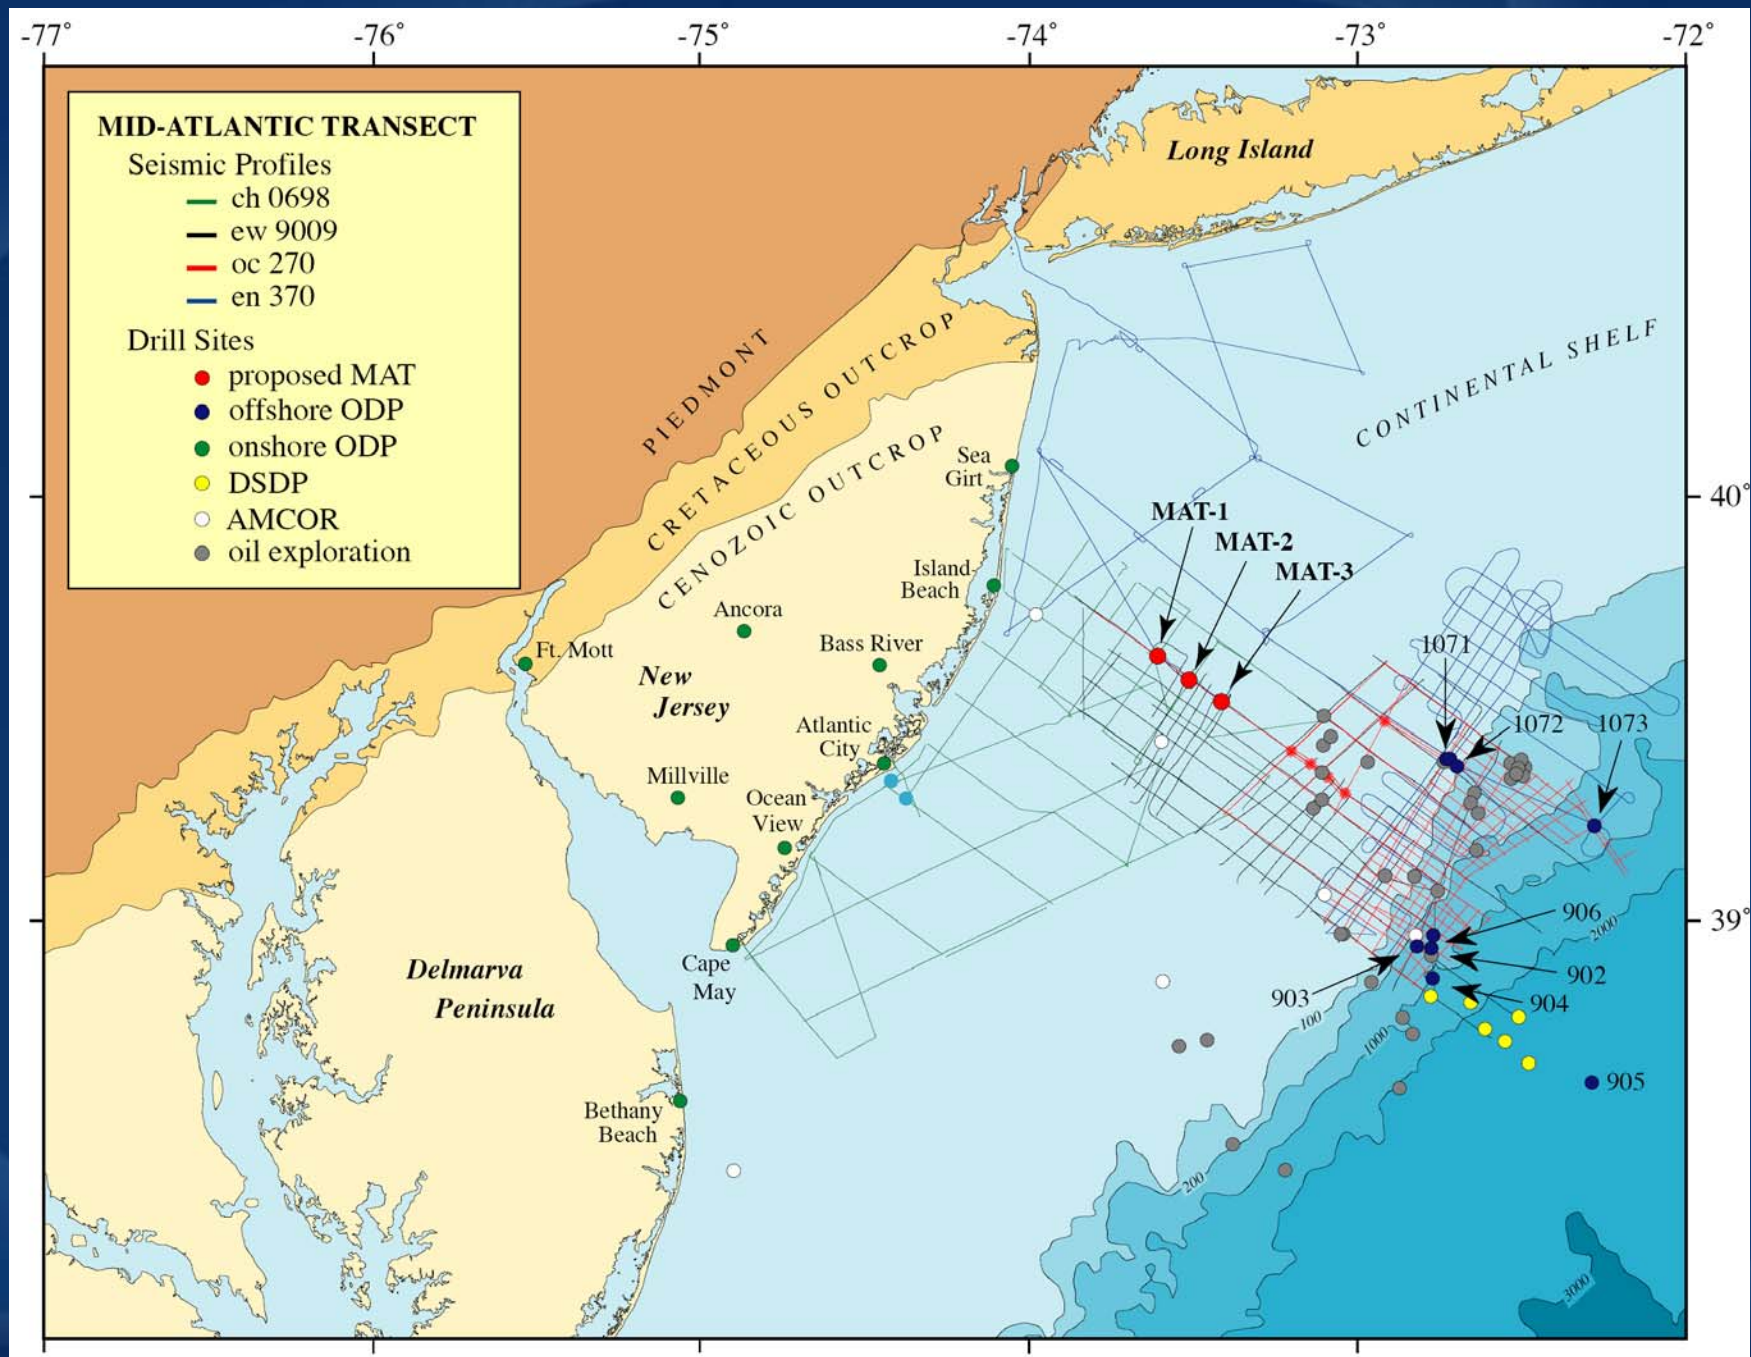 -77°
-76°
-75°
-74°
-73°
-72°
MID-ATLANTIC TRANSECT
Seismic Profiles
ch 0698
ew 9009
oc 270
en 370
Drill Sites
proposed MAT
offshore ODP
onshore ODP
DSDP
AMCOR
oil exploration
Long Island
PIEDMONT
CRETACEOUS OUTCROP
CENOZOIC OUTCROP
CONTINENTAL SHELF
Sea
Girt
40°
MAT-1
MAT-2
MAT-3
Island
Beach
Ancora
Bass River
Ft. Mott
New
Jersey
1071
1072
1073
Atlantic
City
Millville
Ocean
View
906
39°
2000
Cape
May
Delmarva
Peninsula
902
903
904
100
1000
905
Bethany
Beach
200
3000